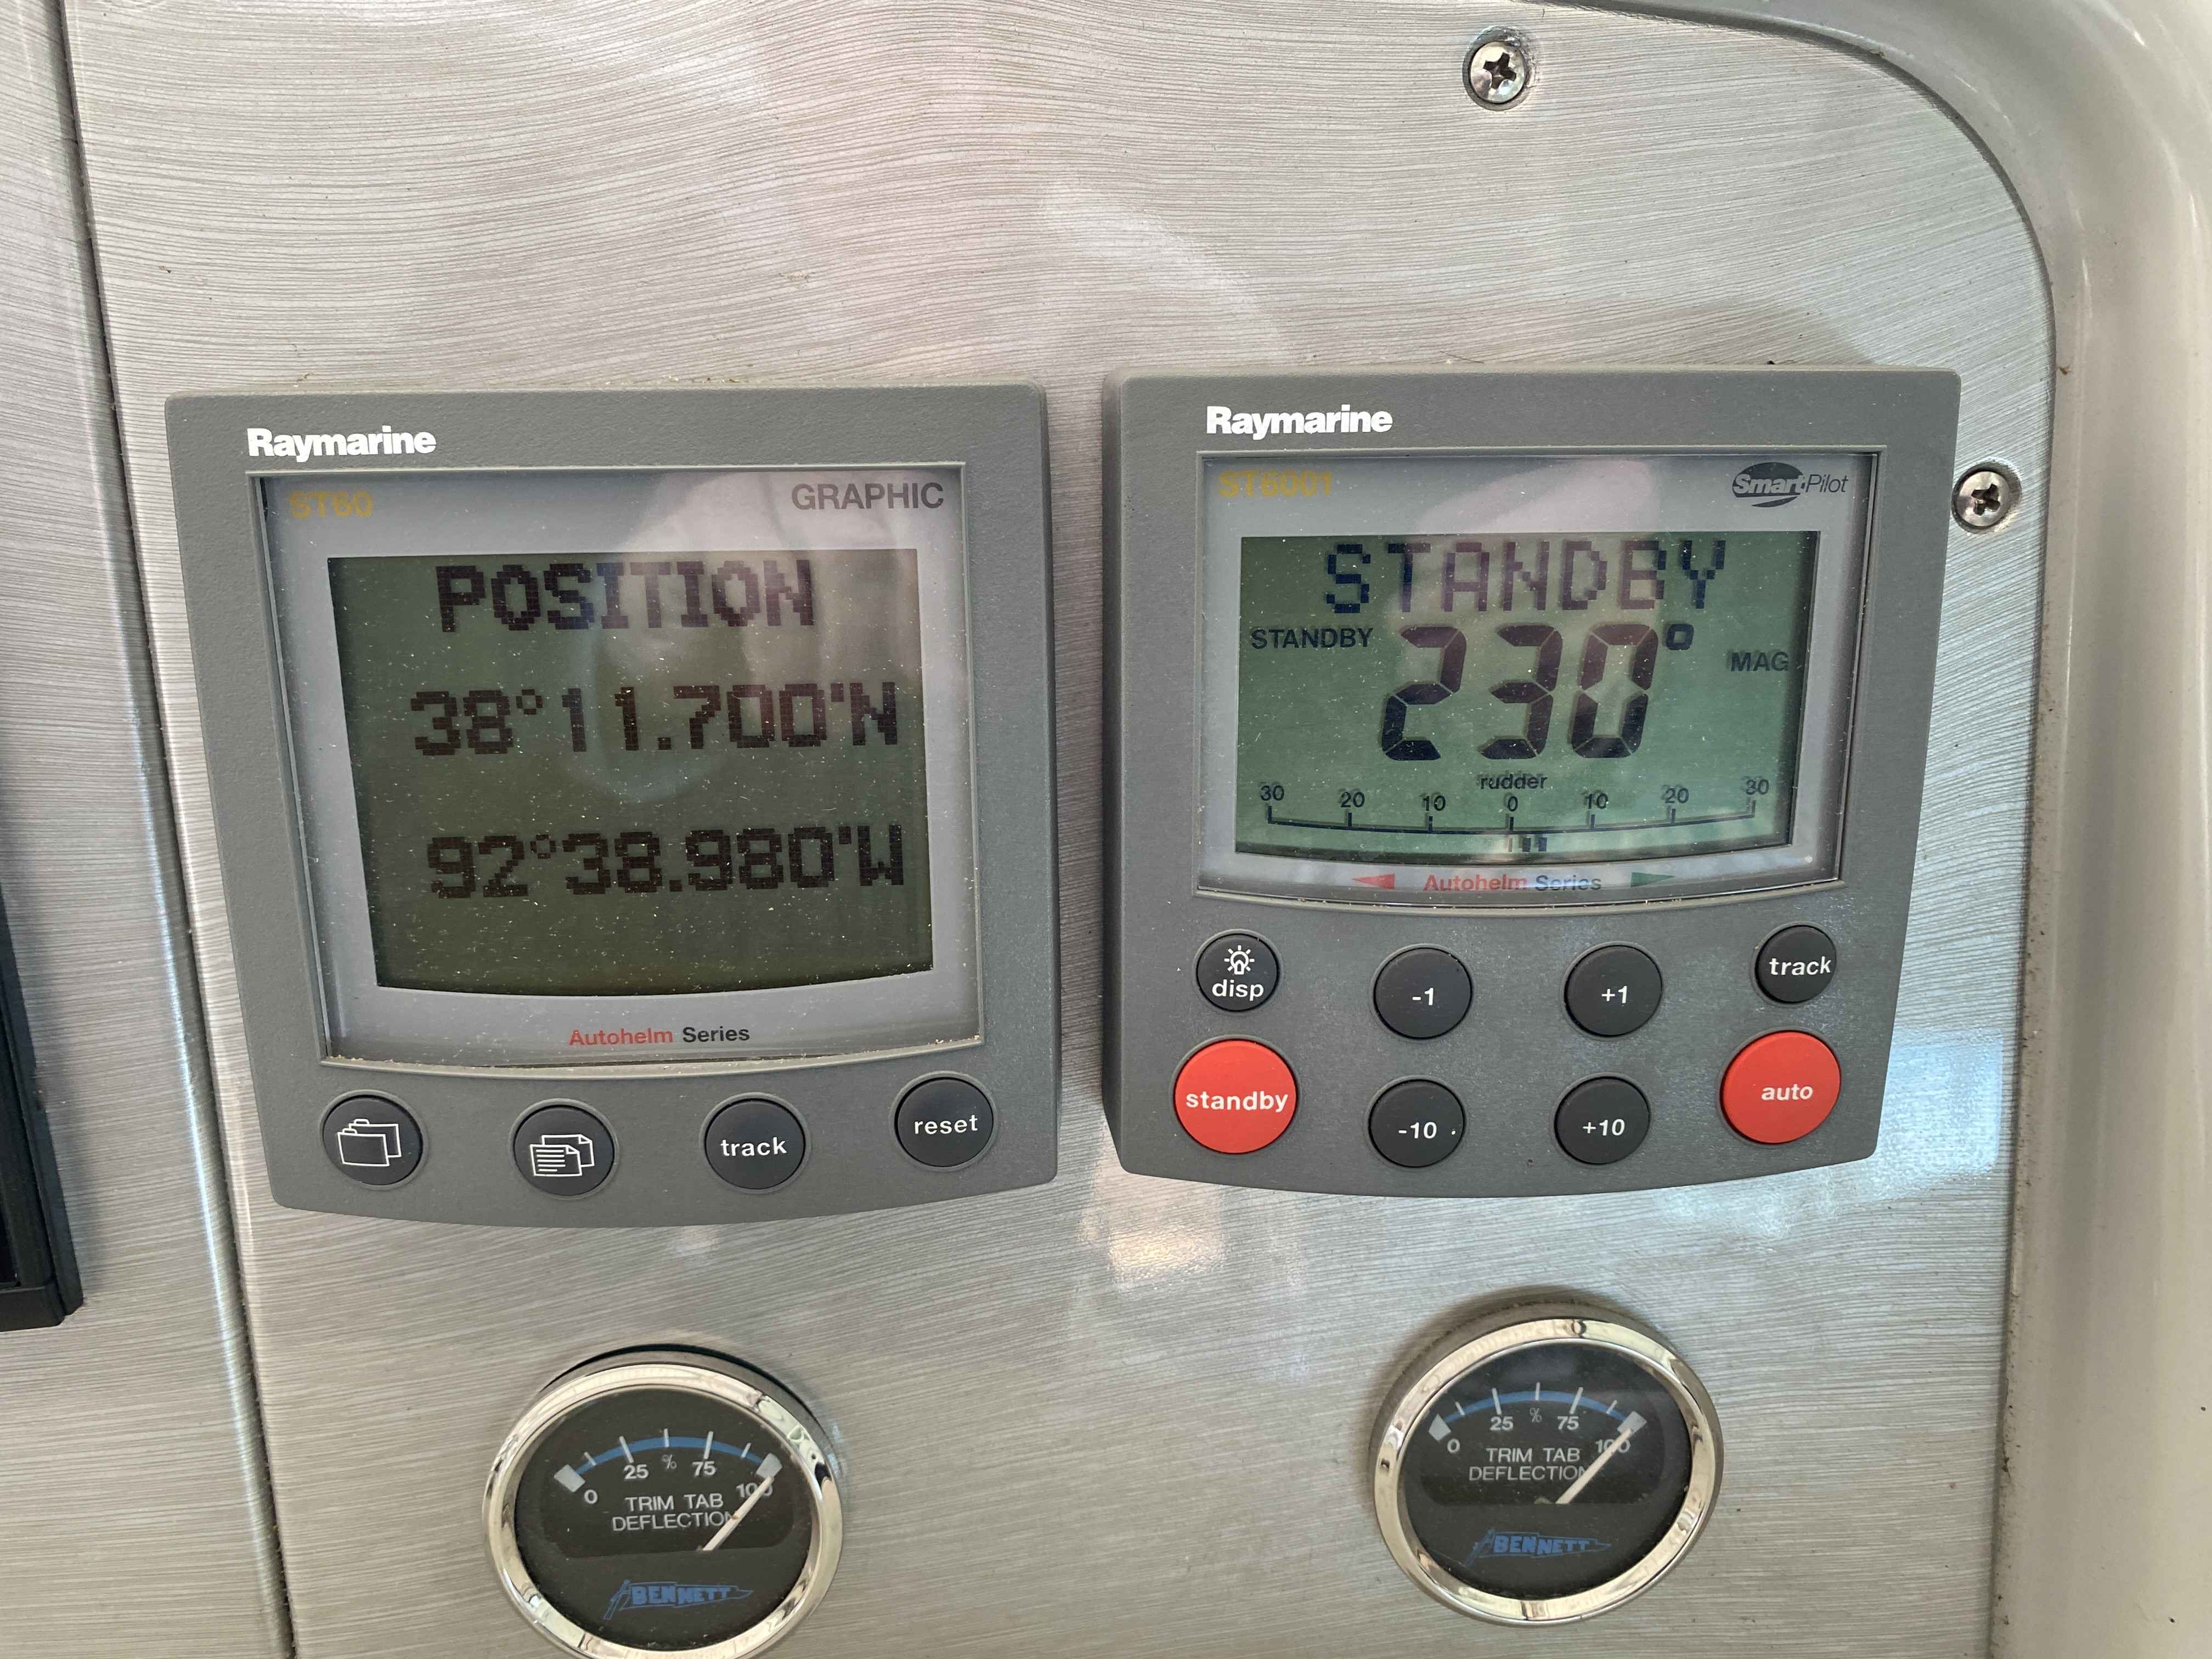 Raymarine
ST60 GRAPHIC
POSITION
38°11.700'N
92°38.980'W
Autohelm Series
track reset
Raymarine
ST6001 SmartPilot
STANDBY
STANDBY 230° MAG
rudder
30 20 10 0 10 20 30
Autohelm Series
disp -1 +1 track
standby -10 +10 auto
0 25 % 75 100
TRIM TAB
DEFLECTION
BENNETT
0 25 % 75 100
TRIM TAB
DEFLECTION
BENNETT